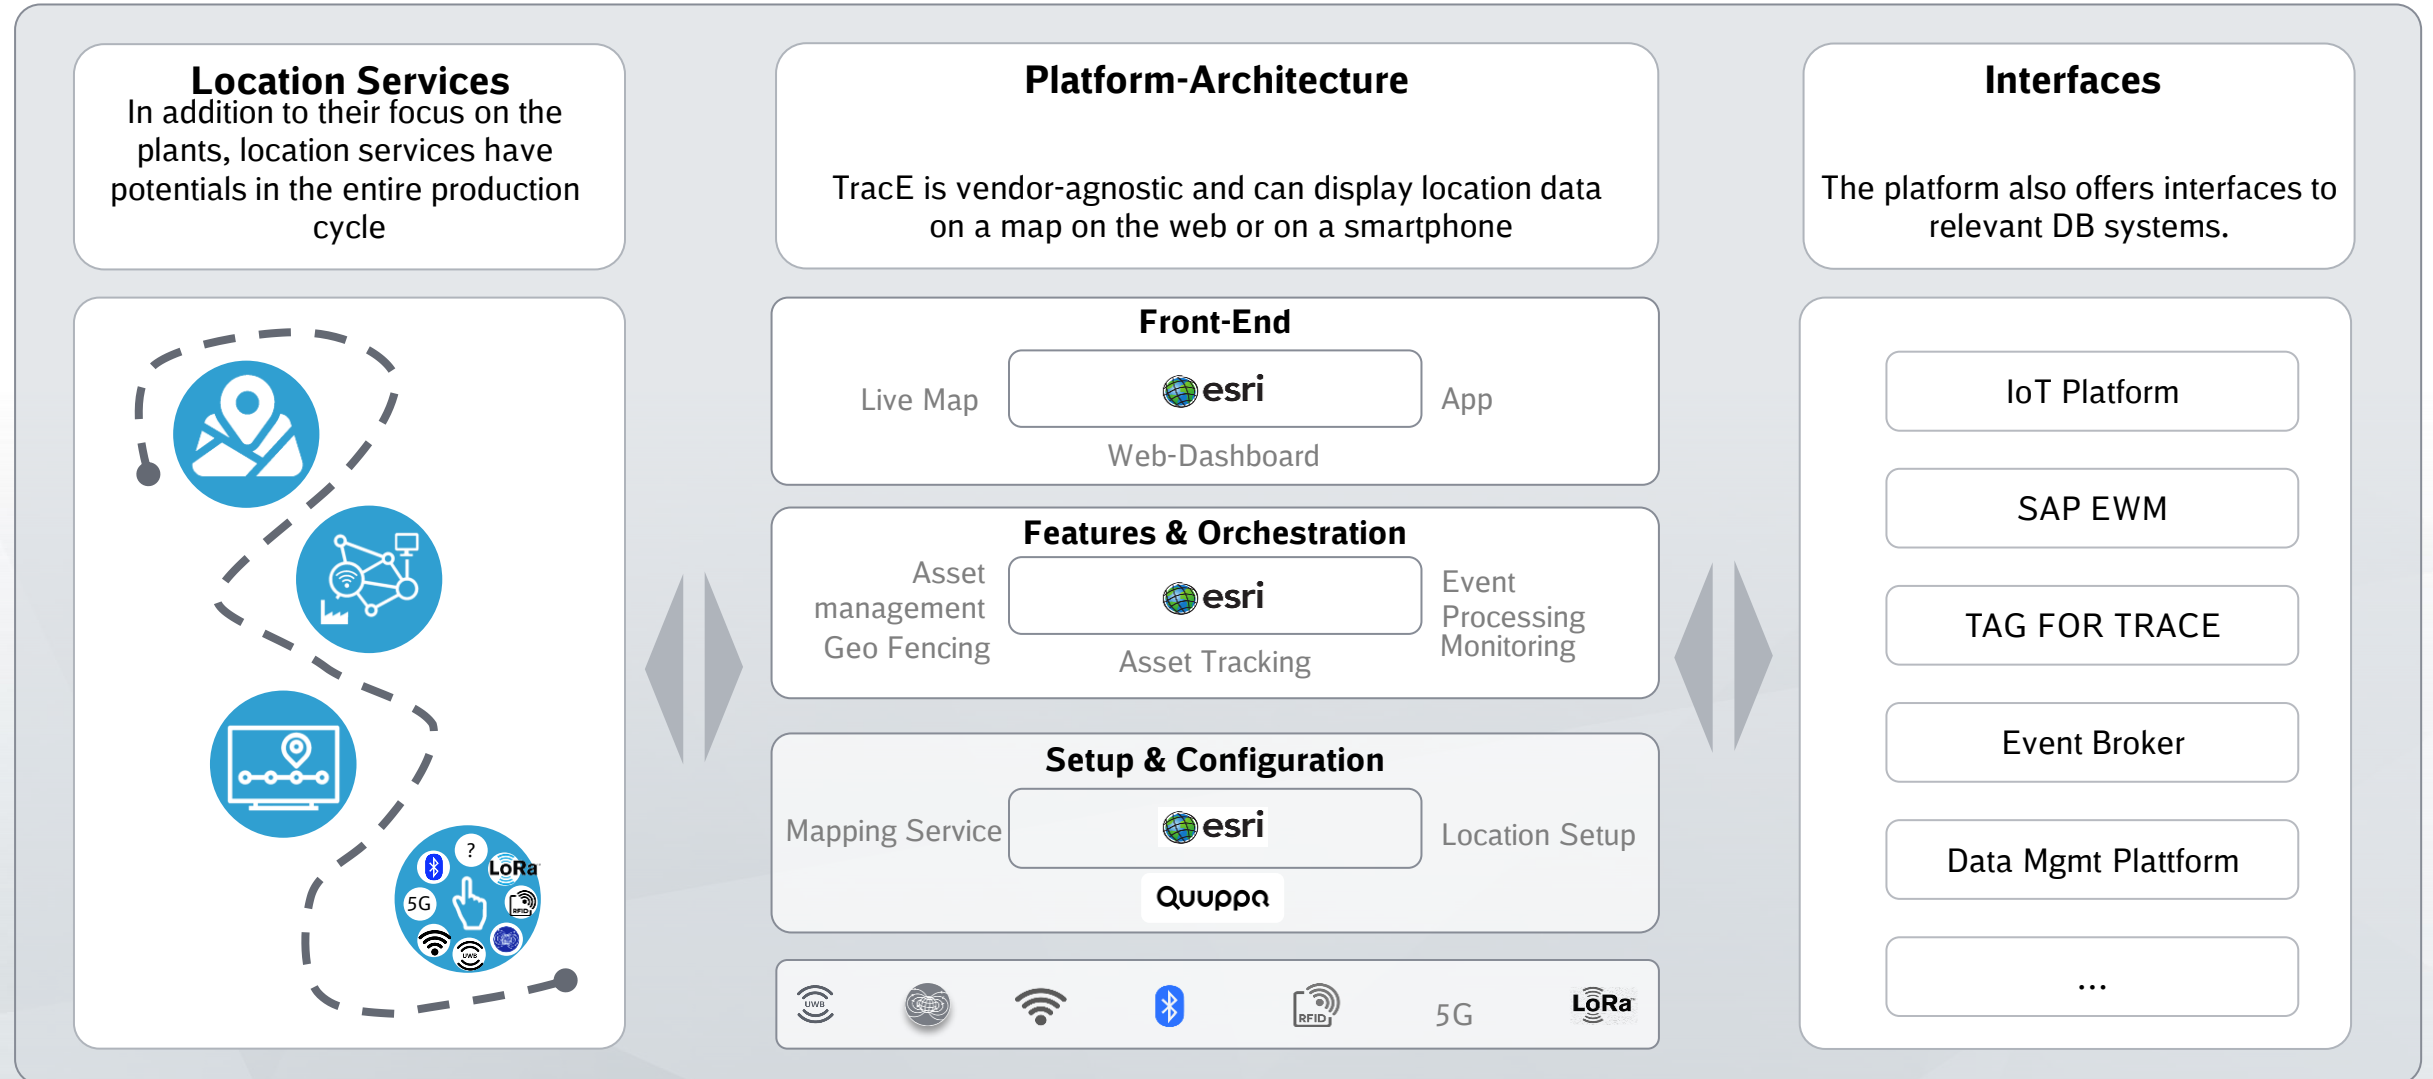 Location Services
In addition to their focus on the
plants, location services have
potentials in the entire production
cycle
?
LoRa
5G
RFID
UWB
Platform-Architecture
TracE is vendor-agnostic and can display location data
on a map on the web or on a smartphone
Front-End
Live Map
esri
App
Web-Dashboard
Features & Orchestration
Asset
management
Geo Fencing
esri
Event
Processing
Monitoring
Asset Tracking
Setup & Configuration
Mapping Service
esri
Location Setup
Quuppa
UWB
RFID
5G
LoRa
Interfaces
The platform also offers interfaces to
relevant DB systems.
IoT Platform
SAP EWM
TAG FOR TRACE
Event Broker
Data Mgmt Plattform
...